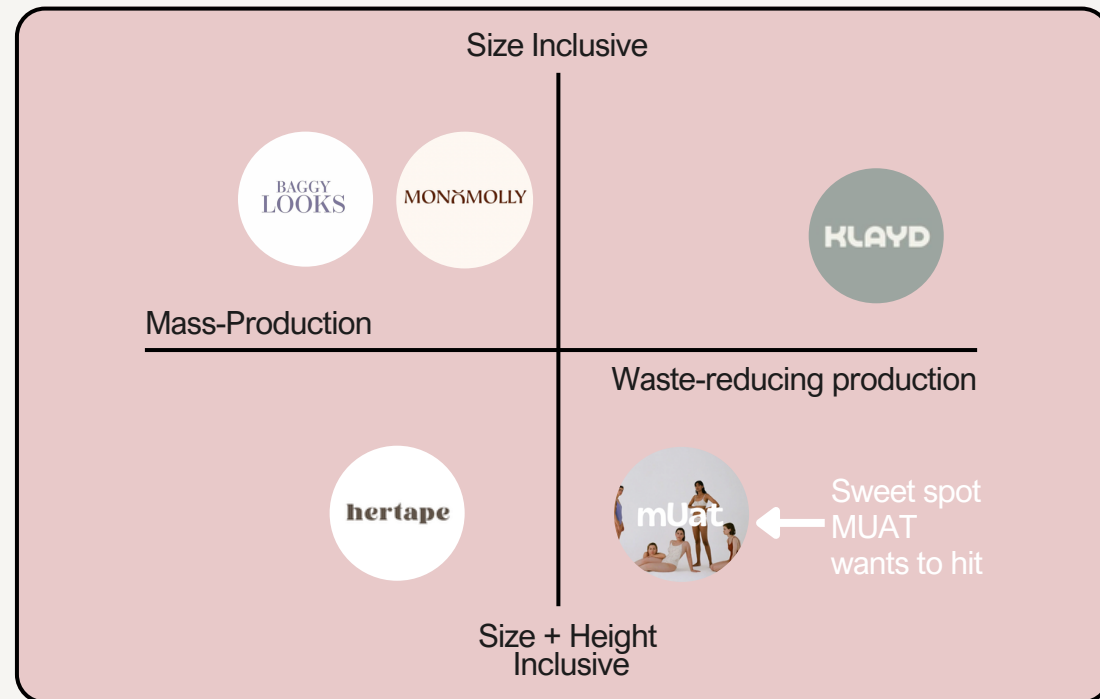 Size Inclusive
BAGGY
LOOKS
MONÖMOLLY
KLAYD
Mass-Production
Waste-reducing production
hertape
mUat
Sweet spot
MUAT
wants to hit
Size + Height
Inclusive